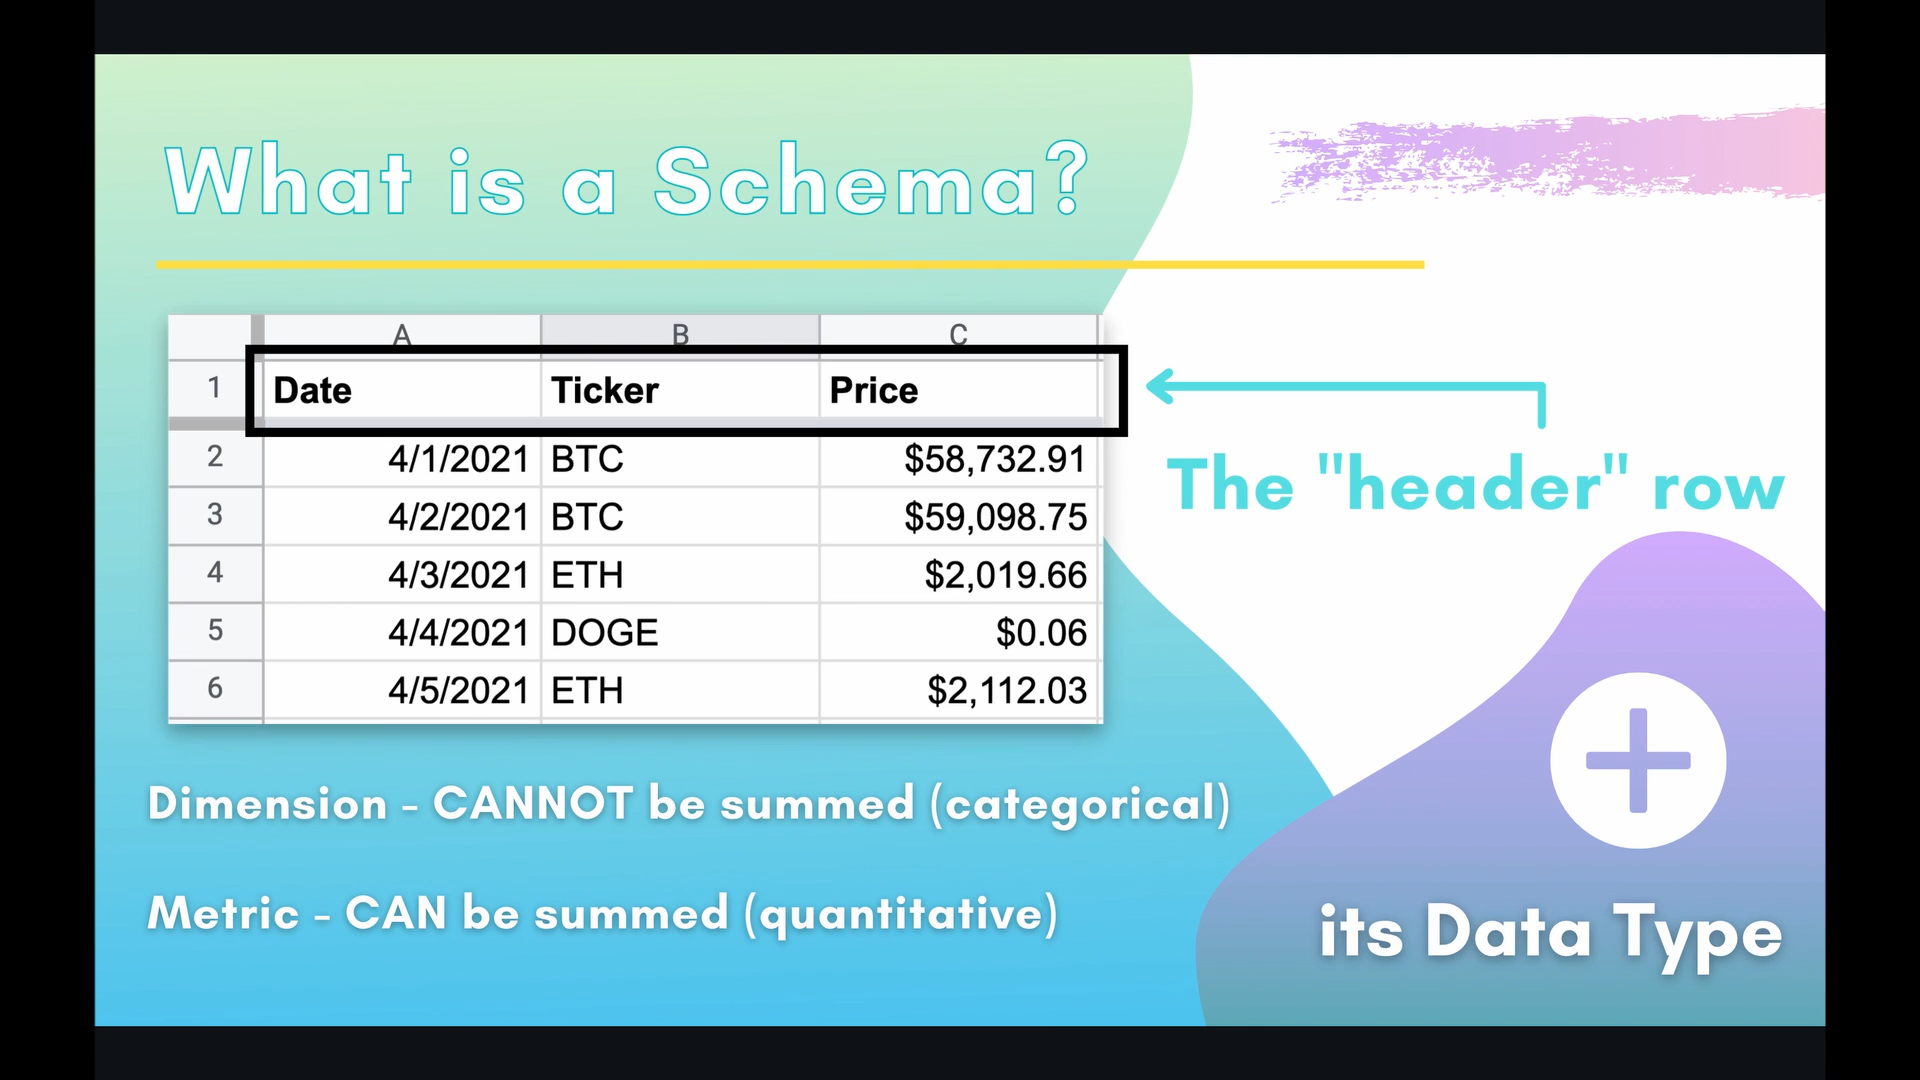 What is a Schema?
A B C
1 Date Ticker Price
2 4/1/2021 BTC $58,732.91
3 4/2/2021 BTC $59,098.75
4 4/3/2021 ETH $2,019.66
5 4/4/2021 DOGE $0.06
6 4/5/2021 ETH $2,112.03
The "header" row
Dimension - CANNOT be summed (categorical)
Metric - CAN be summed (quantitative)
its Data Type